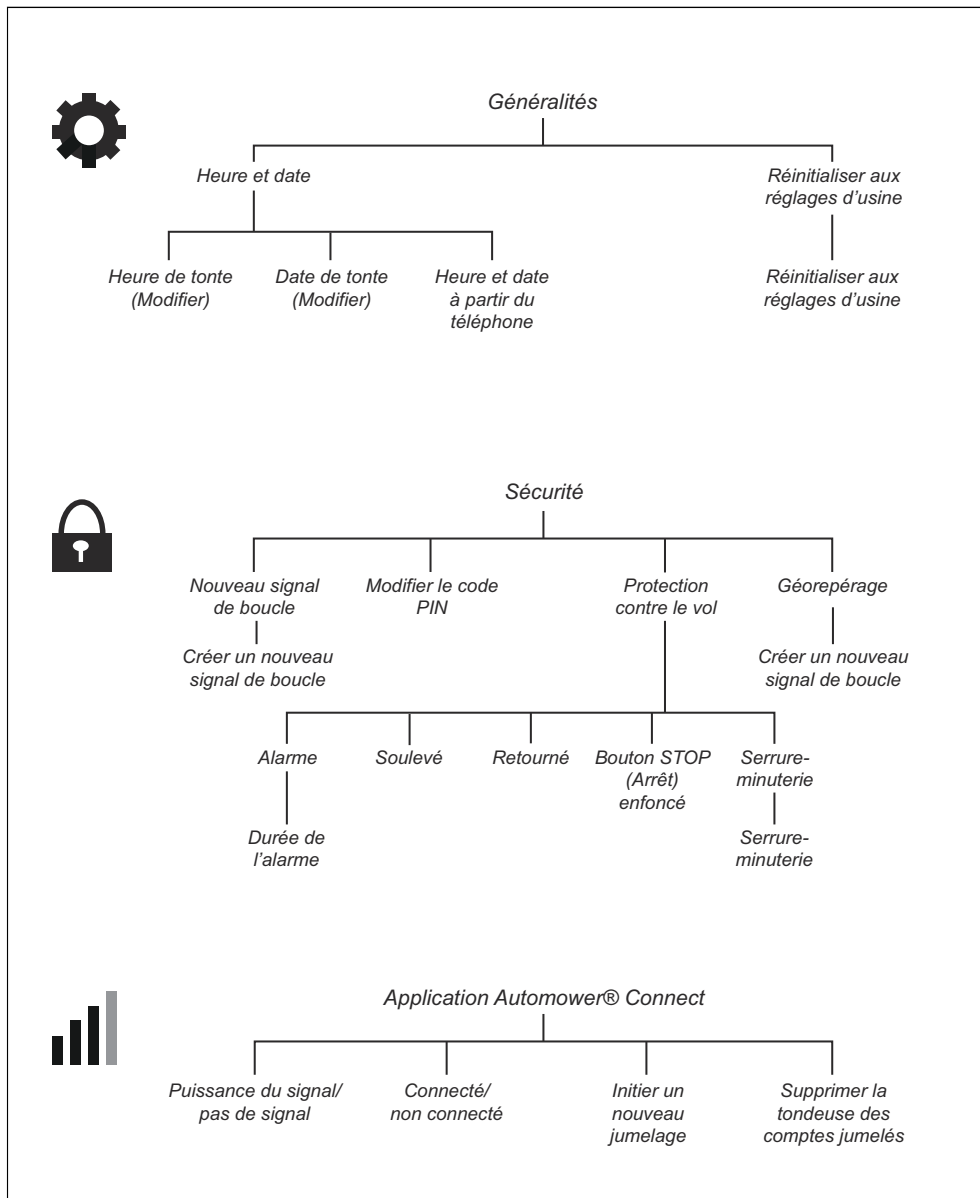 Généralités
Heure et date
Réinitialiser aux
réglages d’usine
Heure de tonte
(Modifier)
Date de tonte
(Modifier)
Heure et date
à partir du
téléphone
Réinitialiser aux
réglages d’usine
Sécurité
Nouveau signal
de boucle
Modifier le code
PIN
Protection
contre le vol
Géorepérage
Créer un nouveau
signal de boucle
Créer un nouveau
signal de boucle
Alarme
Soulevé
Retourné
Bouton STOP
(Arrêt)
enfoncé
Serrure-
minuterie
Durée de
l’alarme
Serrure-
minuterie
Application Automower® Connect
Puissance du signal/
pas de signal
Connecté/
non connecté
Initier un
nouveau
jumelage
Supprimer la
tondeuse des
comptes jumelés